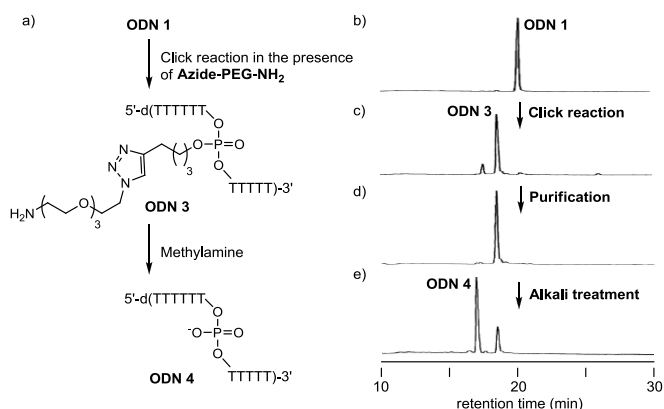 a)
ODN 1
Click reaction in the presence
of Azide-PEG-NH₂
5'-d(TTTTTT
O
O-P=O
O
TTTTT)-3'
N
N
N
3
H₂N
O
3
ODN 3
Methylamine
5'-d(TTTTTT
O
⁻O-P=O
O
TTTTT)-3'
ODN 4
b)
ODN 1
c)
ODN 3
Click reaction
d)
Purification
e)
ODN 4
Alkali treatment
10
20
30
retention time (min)